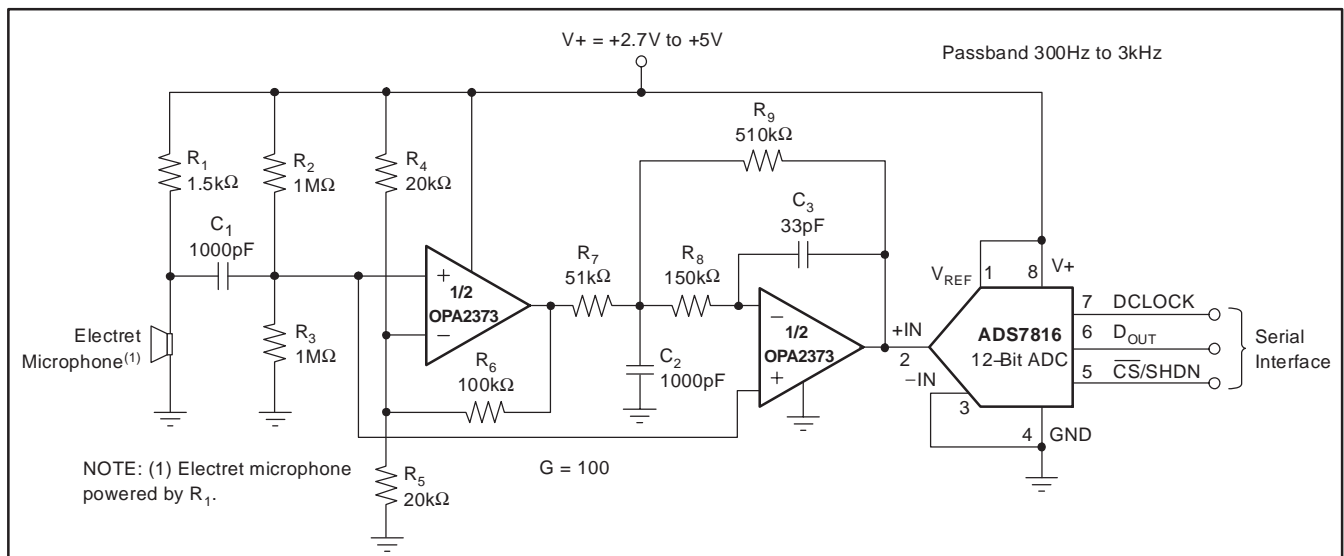 V+ = +2.7V to +5V
Passband 300Hz to 3kHz
R9
510kΩ
R1
1.5kΩ
R2
1MΩ
R4
20kΩ
C3
33pF
C1
1000pF
R7
51kΩ
R8
150kΩ
VREF
1
8
V+
+
1/2
OPA2373
−
−
1/2
OPA2373
+
+IN
2
−IN
3
ADS7816
12–Bit ADC
7
DCLOCK
6
DOUT
5
CS/SHDN
Serial
Interface
Electret
Microphone(1)
R3
1MΩ
R6
100kΩ
C2
1000pF
4
GND
NOTE: (1) Electret microphone
powered by R1.
R5
20kΩ
G = 100